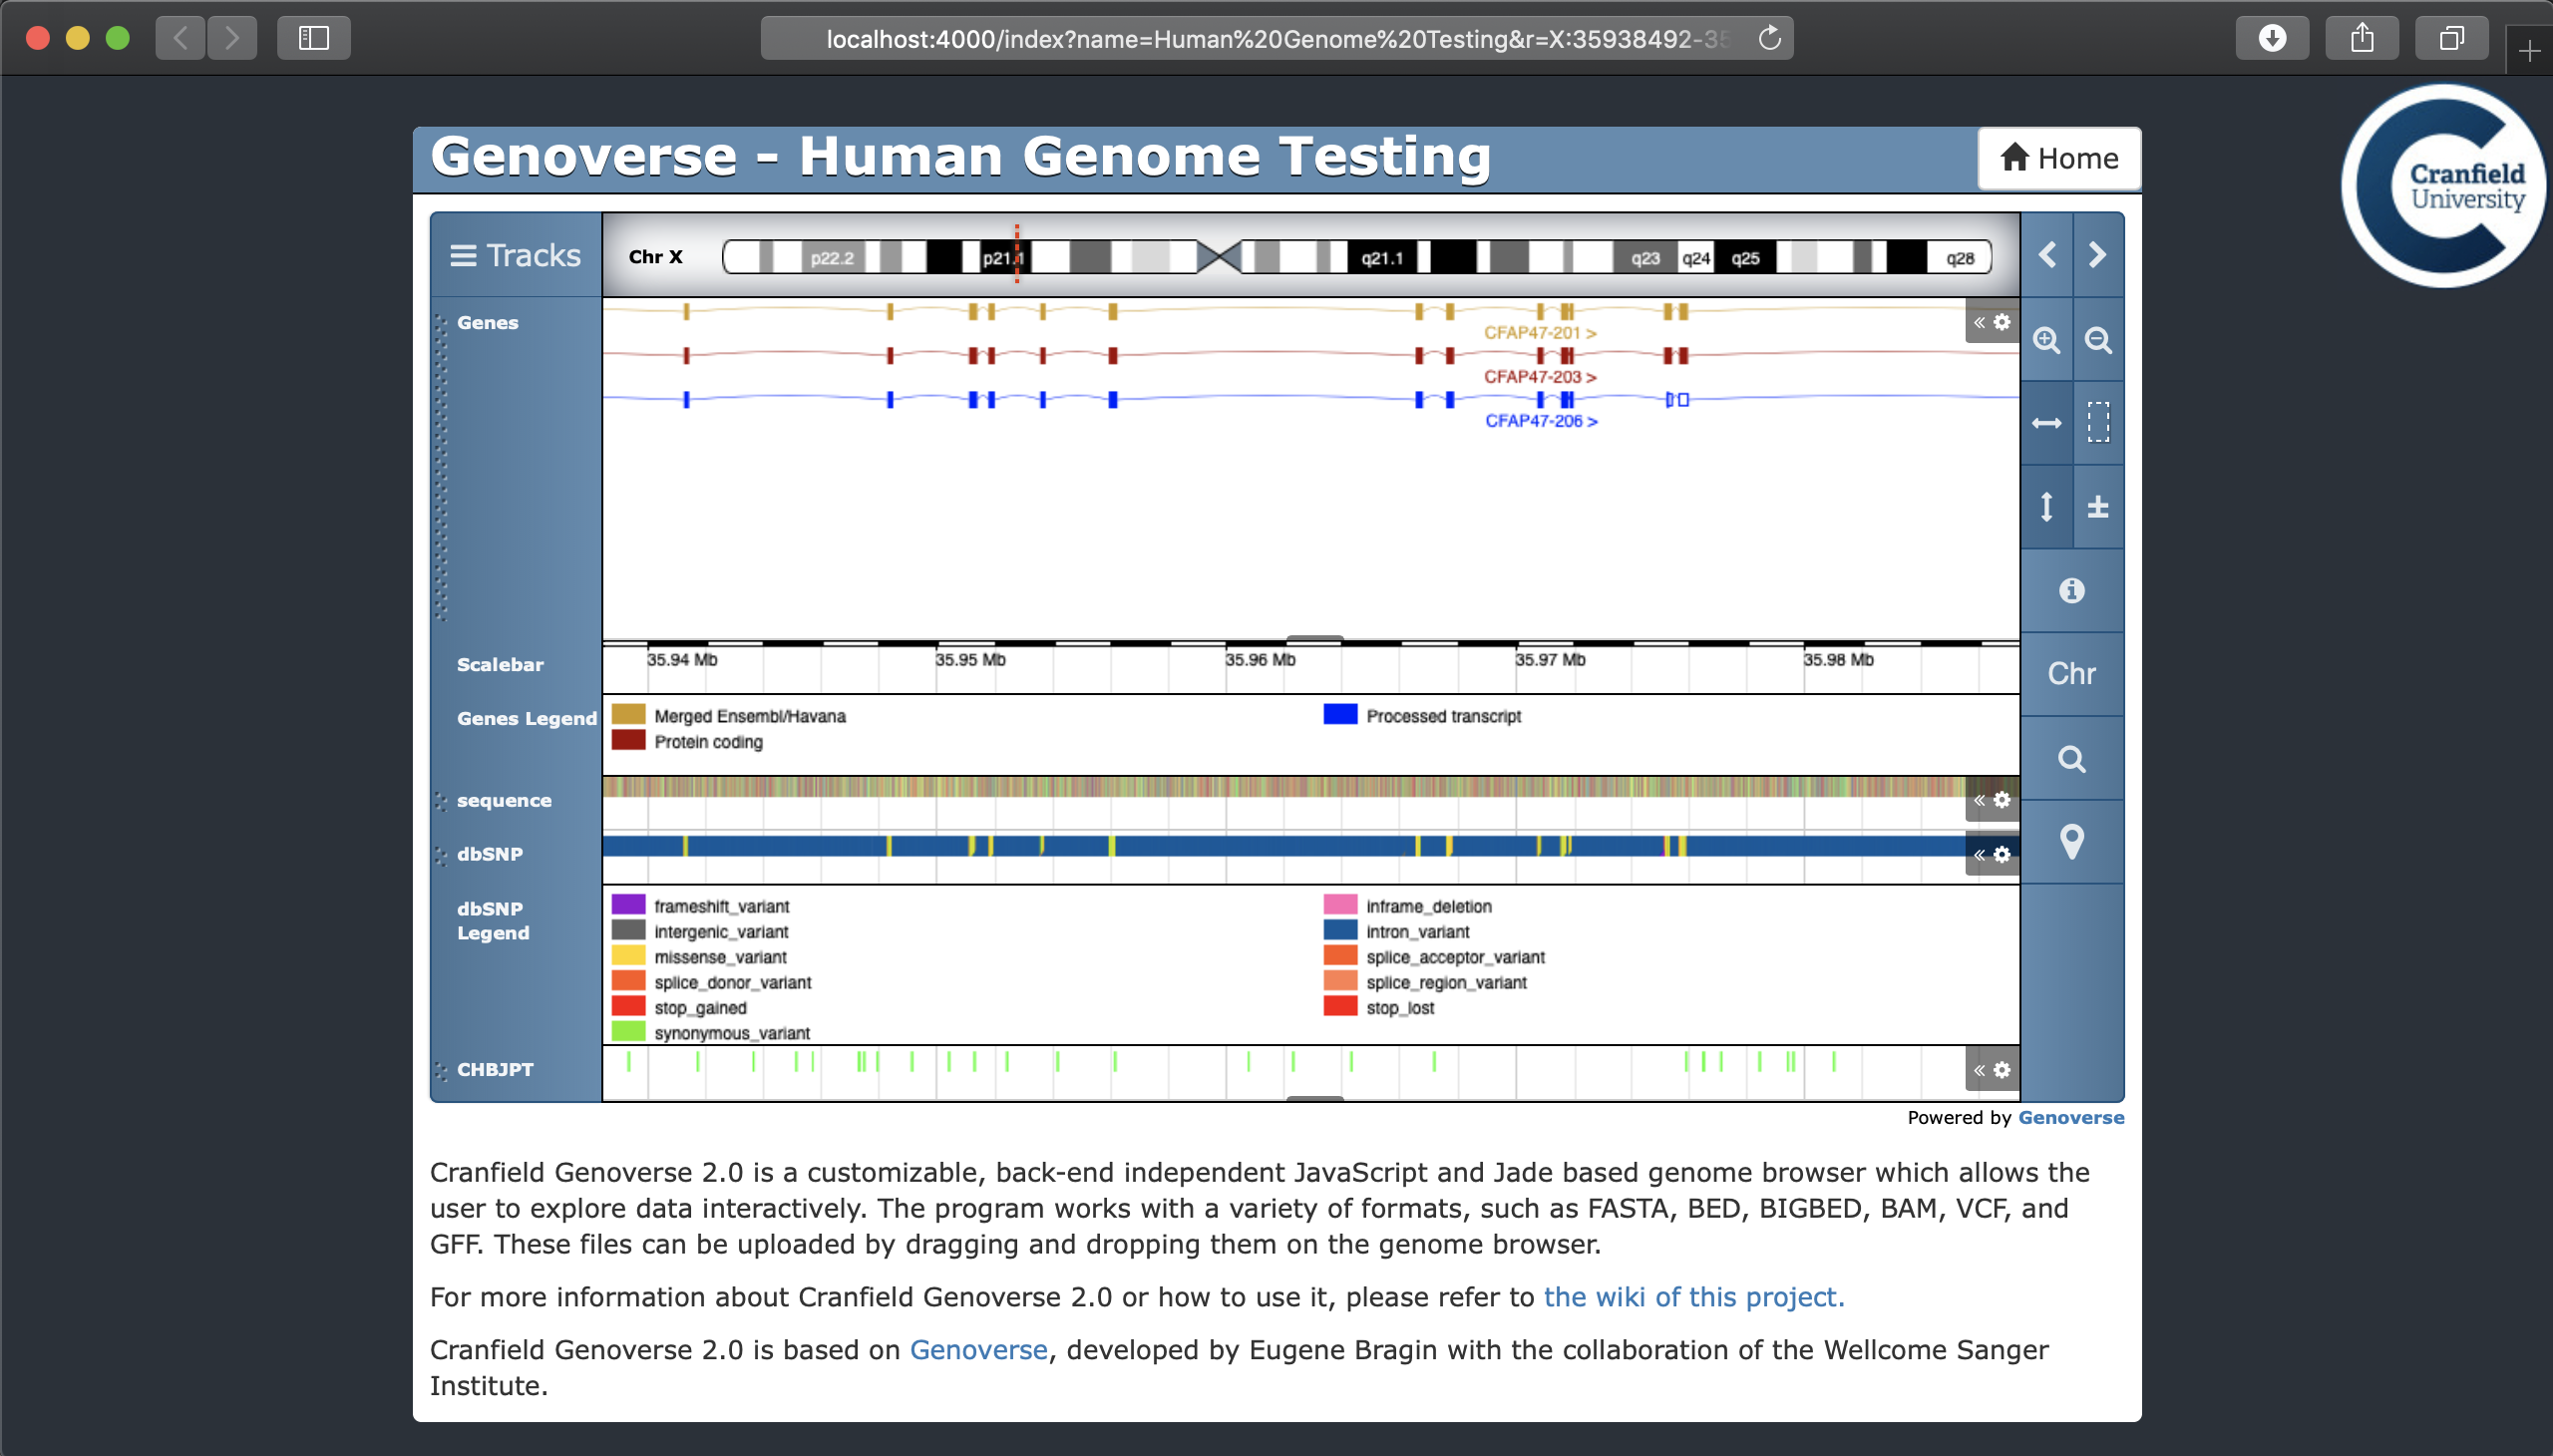 localhost:4000/index?name=Human%20Genome%20Testing&r=X:35938492-35
Cranfield
University
Genoverse - Human Genome Testing
Home
Tracks
Chr X
p22.2
p21.1
q21.1
q23
q24
q25
q28
Genes
CFAP47-201 >
CFAP47-203 >
CFAP47-206 >
Scalebar
35.94 Mb
35.95 Mb
35.96 Mb
35.97 Mb
35.98 Mb
Chr
Genes Legend
Merged Ensembl/Havana
Processed transcript
Protein coding
sequence
dbSNP
dbSNP
Legend
frameshift_variant
inframe_deletion
intergenic_variant
intron_variant
missense_variant
splice_acceptor_variant
splice_donor_variant
splice_region_variant
stop_gained
stop_lost
synonymous_variant
CHBJPT
Powered by Genoverse
Cranfield Genoverse 2.0 is a customizable, back-end independent JavaScript and Jade based genome browser which allows the
user to explore data interactively. The program works with a variety of formats, such as FASTA, BED, BIGBED, BAM, VCF, and
GFF. These files can be uploaded by dragging and dropping them on the genome browser.
For more information about Cranfield Genoverse 2.0 or how to use it, please refer to the wiki of this project.
Cranfield Genoverse 2.0 is based on Genoverse, developed by Eugene Bragin with the collaboration of the Wellcome Sanger
Institute.